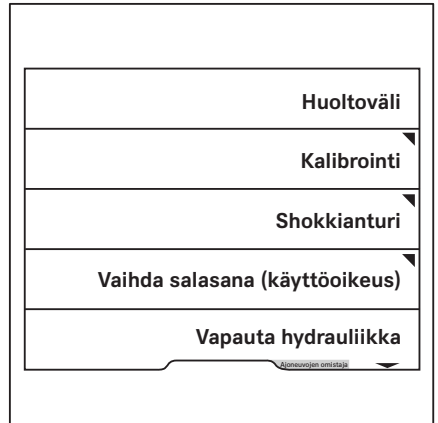 Huoltoväli
Kalibrointi
Shokkianturi
Vaihda salasana (käyttöoikeus)
Vapauta hydrauliikka
Ajoneuvojen omistaja